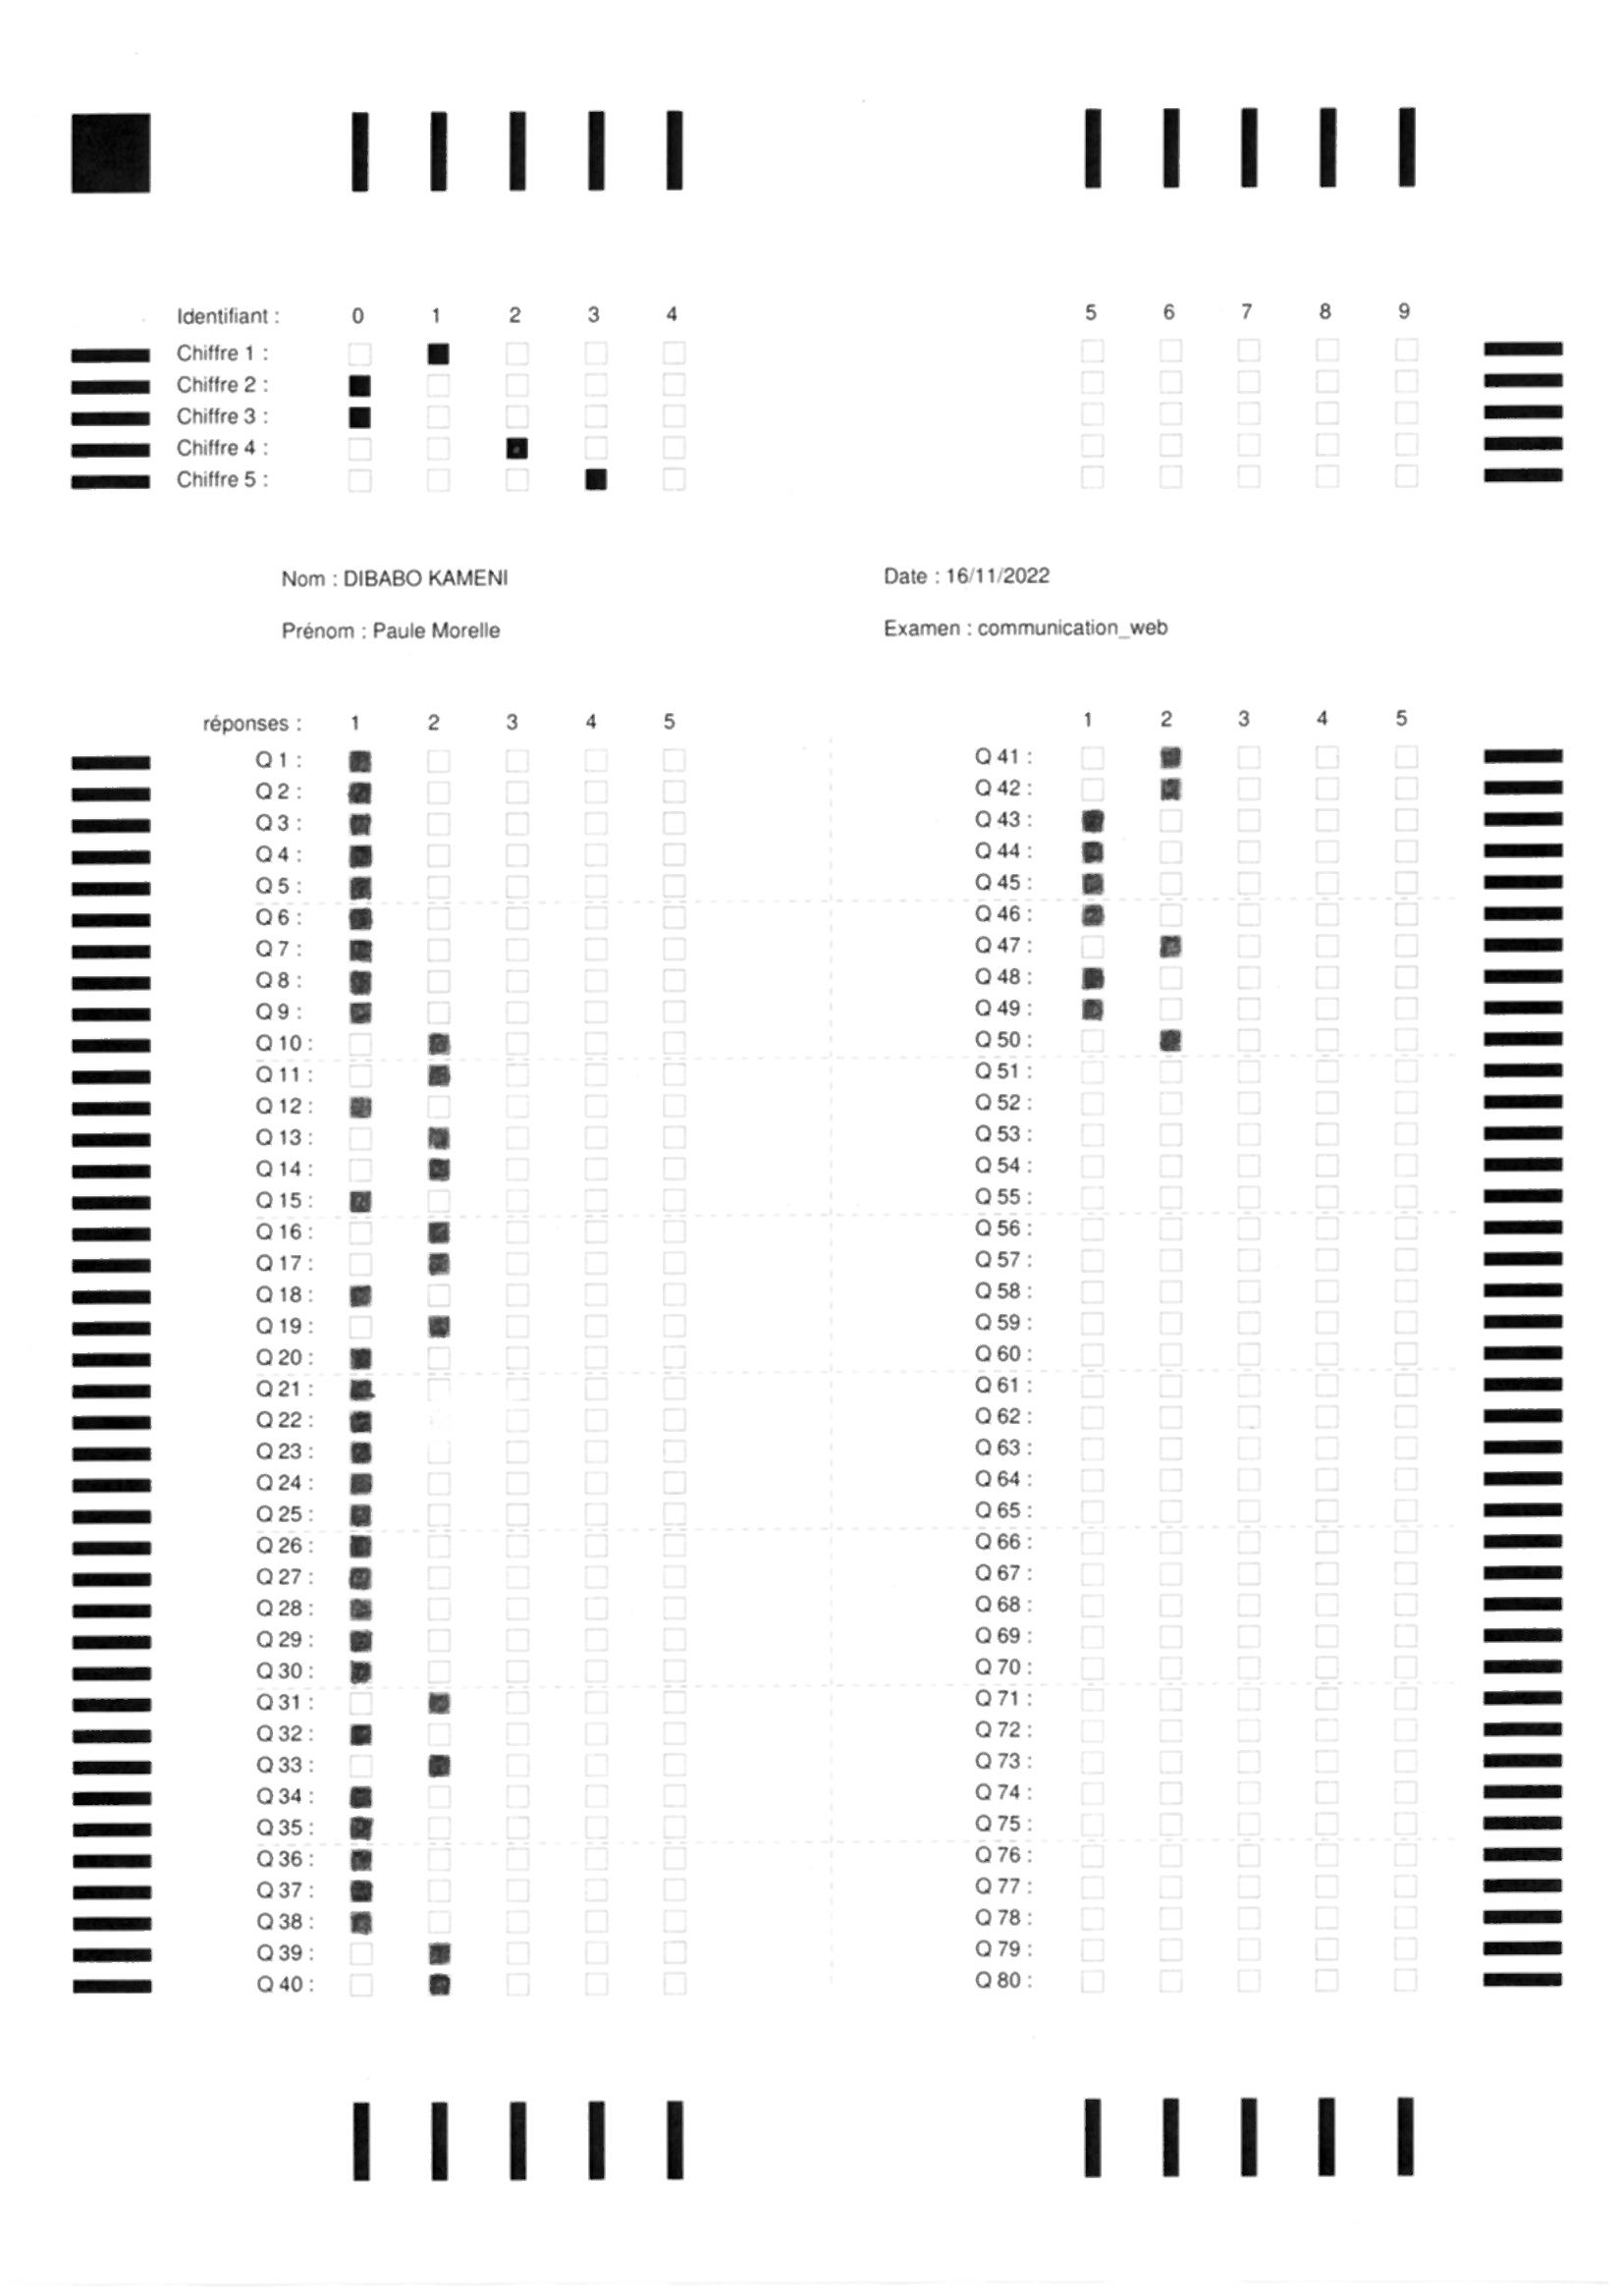 Identifiant : 0 1 2 3 4 5 6 7 8 9
Chiffre 1 :
Chiffre 2 :
Chiffre 3 :
Chiffre 4 :
Chiffre 5 :
Nom : DIBABO KAMENI Date : 16/11/2022
Prénom : Paule Morelle Examen : communication_web
réponses : 1 2 3 4 5 1 2 3 4 5
Q 1 : Q 41 :
Q 2 : Q 42 :
Q 3 : Q 43 :
Q 4 : Q 44 :
Q 5 : Q 45 :
Q 6 : Q 46 :
Q 7 : Q 47 :
Q 8 : Q 48 :
Q 9 : Q 49 :
Q 10 : Q 50 :
Q 11 : Q 51 :
Q 12 : Q 52 :
Q 13 : Q 53 :
Q 14 : Q 54 :
Q 15 : Q 55 :
Q 16 : Q 56 :
Q 17 : Q 57 :
Q 18 : Q 58 :
Q 19 : Q 59 :
Q 20 : Q 60 :
Q 21 : Q 61 :
Q 22 : Q 62 :
Q 23 : Q 63 :
Q 24 : Q 64 :
Q 25 : Q 65 :
Q 26 : Q 66 :
Q 27 : Q 67 :
Q 28 : Q 68 :
Q 29 : Q 69 :
Q 30 : Q 70 :
Q 31 : Q 71 :
Q 32 : Q 72 :
Q 33 : Q 73 :
Q 34 : Q 74 :
Q 35 : Q 75 :
Q 36 : Q 76 :
Q 37 : Q 77 :
Q 38 : Q 78 :
Q 39 : Q 79 :
Q 40 : Q 80 :